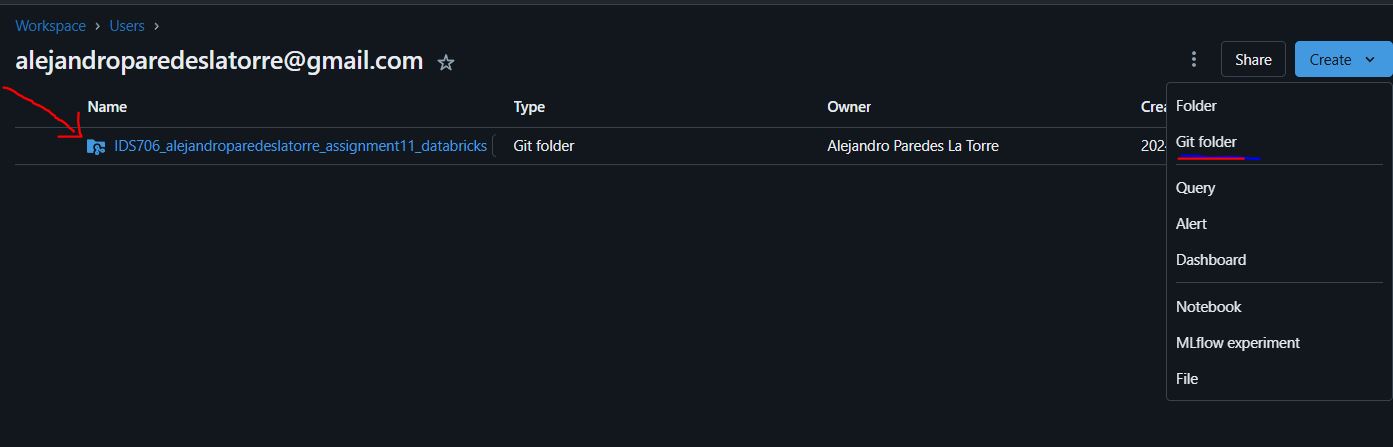 Workspace > Users >
alejandroparedeslatorre@gmail.com
Share
Create
Name Type Owner Crea
IDS706_alejandroparedeslatorre_assignment11_databricks Git folder Alejandro Paredes La Torre 202
Folder
Git folder
Query
Alert
Dashboard
Notebook
MLflow experiment
File